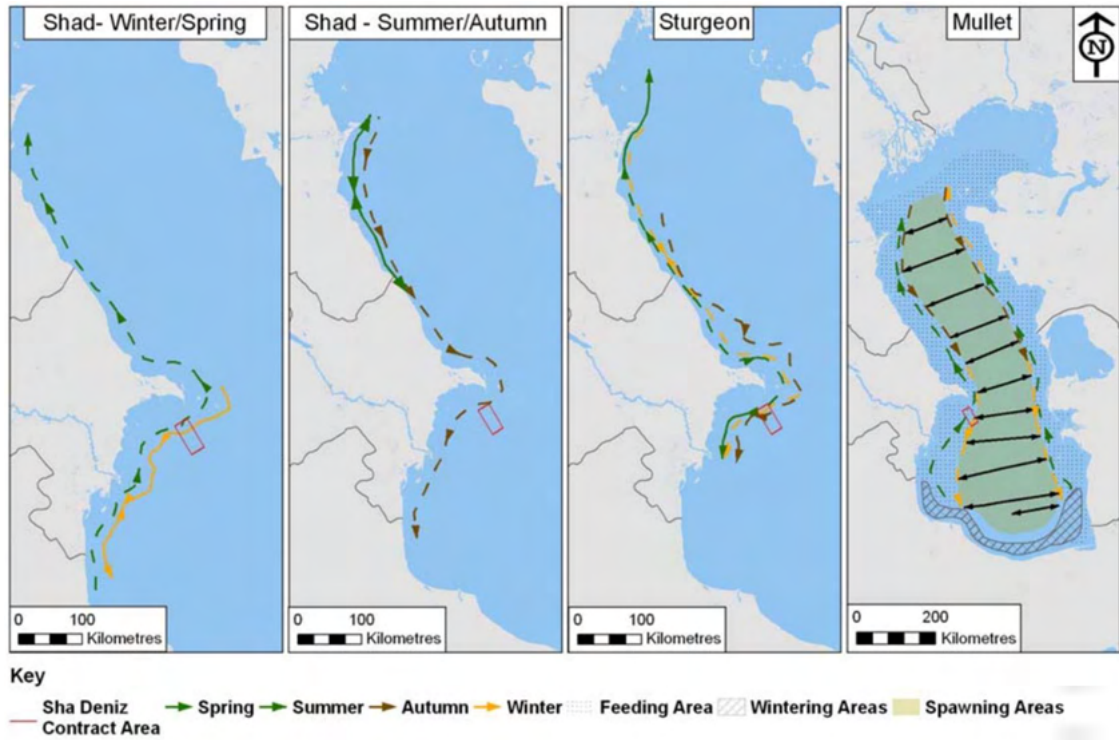 Shad- Winter/Spring
Shad - Summer/Autumn
Sturgeon
Mullet
N
0 100
Kilometres
0 100
Kilometres
0 100
Kilometres
0 200
Kilometres
Key
Sha Deniz
Contract Area
Spring
Summer
Autumn
Winter
Feeding Area
Wintering Areas
Spawning Areas